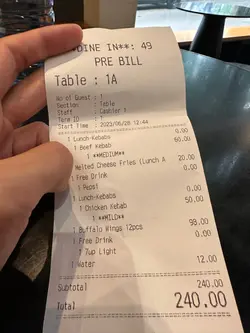 **DINE IN**: 49
PRE BILL
Table : 1A
No of Guest : 1
Section : Table
Staff : Cashier 1
Term ID :
Start Time : 2023/06/26 12:44
1 Lunch-Kebabs 0.00
1 Beef Kebab 60.00
1 **MEDIUM**
Melted Cheese Fries (Lunch A 20.00
1 Free Drink 0.00
1 Pepsi
1 Lunch-Kebabs 0.00
1 Chicken Kebab 50.00
1 **MILD**
1 Buffalo Wings 12pcs 98.00
1 Free Drink 0.00
1 7up Light
1 Water 12.00
Subtotal 240.00
Total 240.00